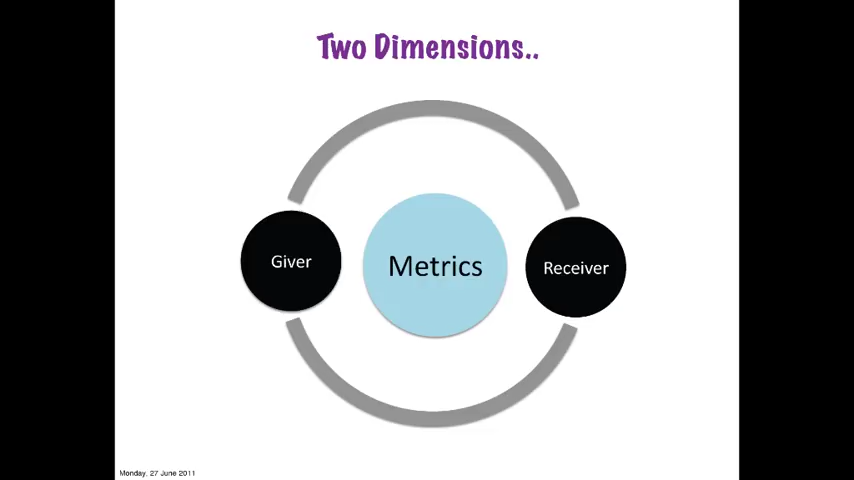 Two Dimensions..
Giver
Metrics
Receiver
Monday, 27 June 2011